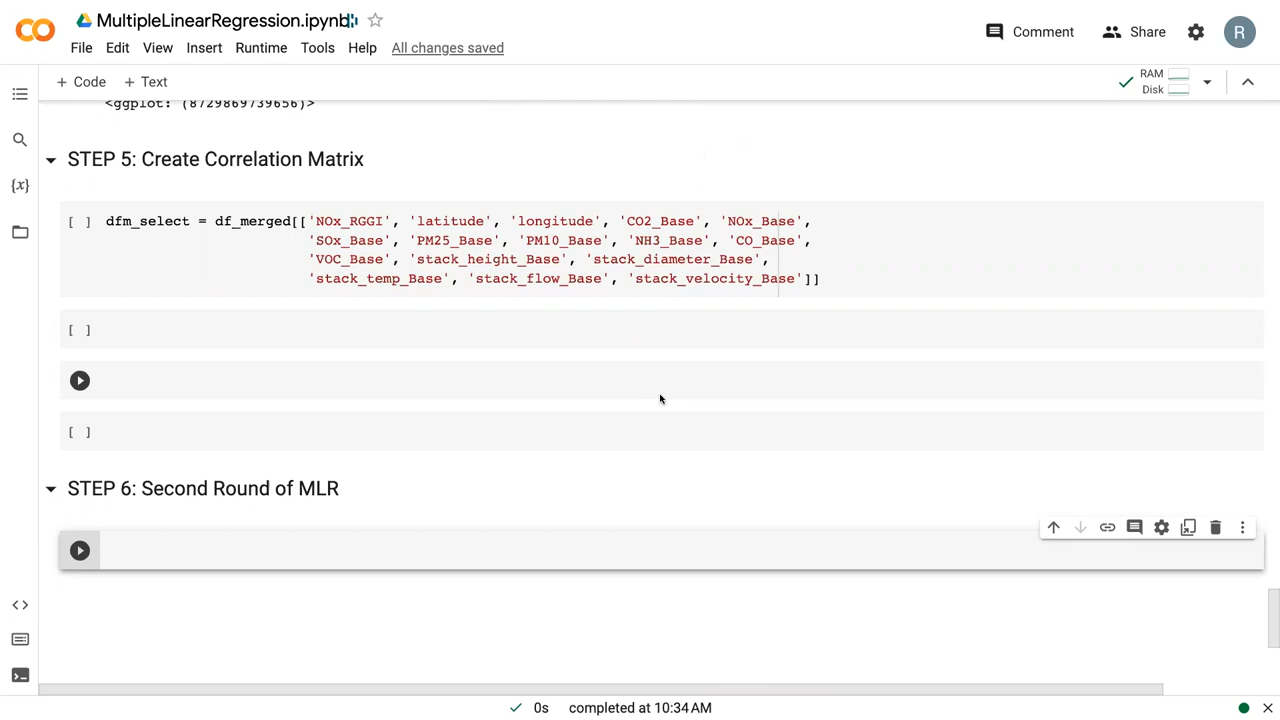 MultipleLinearRegression.ipynb
File Edit View Insert Runtime Tools Help All changes saved
Comment Share R
+ Code + Text
RAM
Disk
<ggplot: (8729869739656)>
STEP 5: Create Correlation Matrix
[ ] dfm_select = df_merged[['NOx_RGGI', 'latitude', 'longitude', 'CO2_Base', 'NOx_Base',
'SOx_Base', 'PM25_Base', 'PM10_Base', 'NH3_Base', 'CO_Base',
'VOC_Base', 'stack_height_Base', 'stack_diameter_Base',
'stack_temp_Base', 'stack_flow_Base', 'stack_velocity_Base']]
[ ]
[ ]
STEP 6: Second Round of MLR
0s completed at 10:34 AM